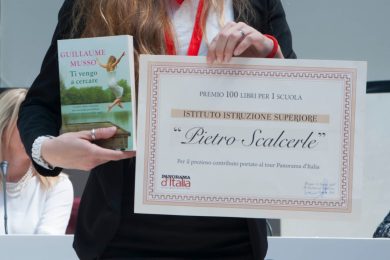 GUILLAUME
MUSSO
Ti vengo
a cercare
PREMIO 100 LIBRI PER 1 SCUOLA
ISTITUTO ISTRUZIONE SUPERIORE
“Pietro Scalcerle”
Per il prezioso contributo portato al tour Panorama d'Italia
PANORAMA
d'Italia